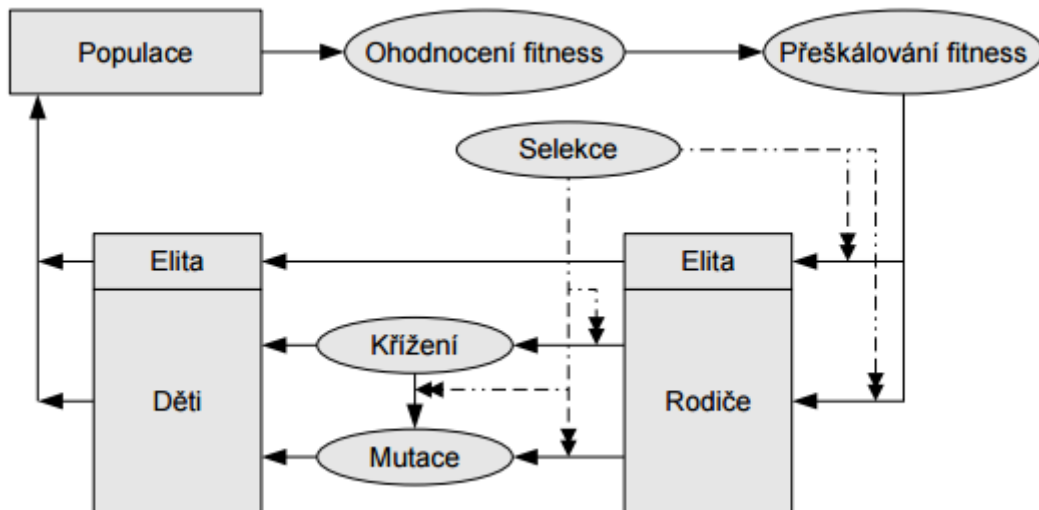 Populace
Ohodnocení fitness
Přeškálování fitness
Selekce
Elita
Elita
Křížení
Děti
Rodiče
Mutace